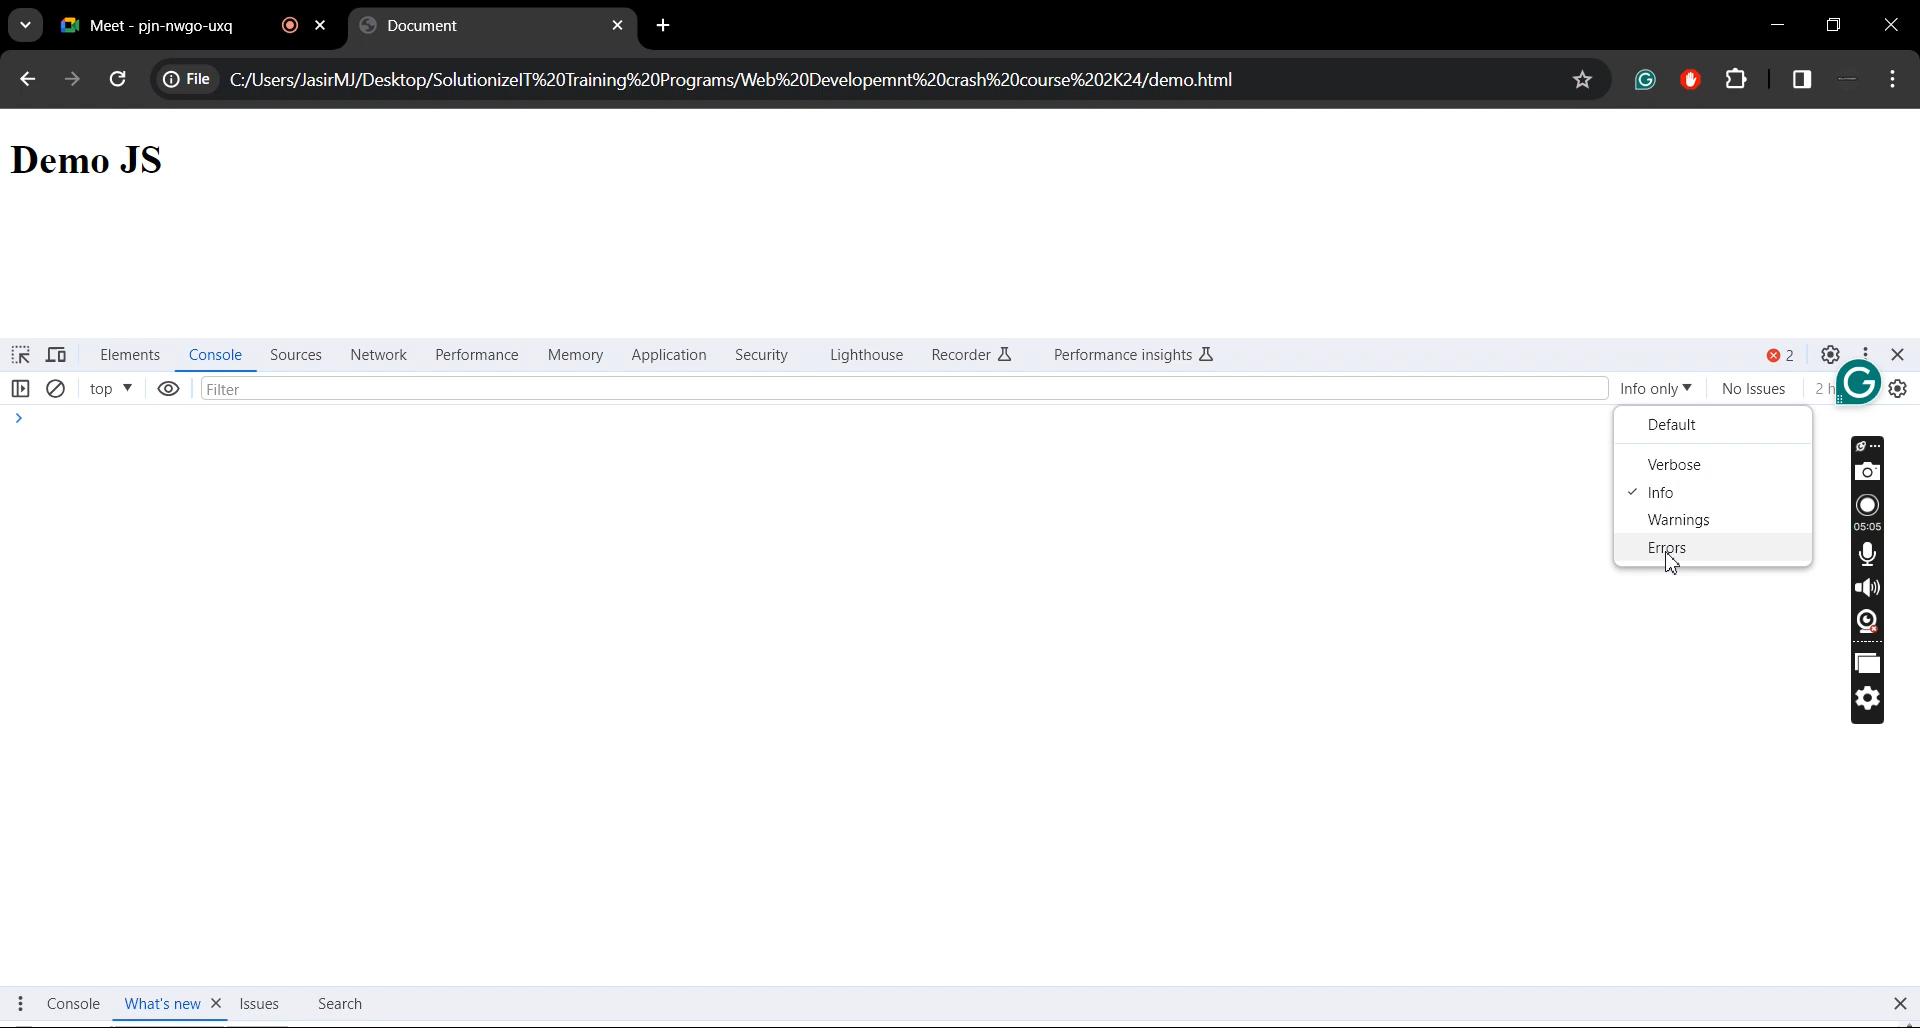 Meet - pjn-nwgo-uxq
Document
File
C:/Users/JasirMJ/Desktop/SolutionizeIT%20Training%20Programs/Web%20Developemnt%20crash%20course%202K24/demo.html
Demo JS
Elements Console Sources Network Performance Memory Application Security Lighthouse Recorder Performance insights 2
top Filter Info only No Issues 2 h
Default
Verbose
Info
Warnings
Errors
05:05
Console What's new Issues Search